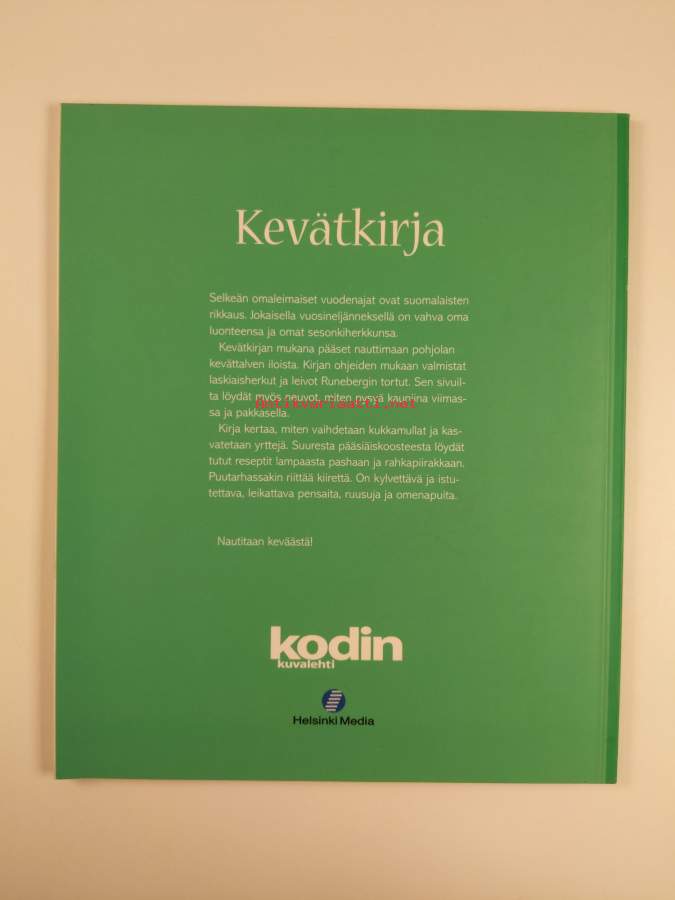 Kevätkirja
Selkeän omaleimaiset vuodenajat ovat suomalaisten
rikkaus. Jokaisella vuosineljänneksellä on vahva oma
luonteensa ja omat sesonkiherkkunsa.
Kevätkirjan mukana pääset nauttimaan pohjolan
kevättalven iloista. Kirjan ohjeiden mukaan valmistat
laskiaisherkut ja leivot Runebergin tortut. Sen sivuil-
ta löydät myös neuvot, miten pysyä kauniina viimas-
antikvariaatti.net
sa ja pakkasella.
Kirja kertaa, miten vaihdetaan kukkamullat ja kas-
vatetaan yrttejä. Suuresta pääsiäiskoosteesta löydät
tutut reseptit lampaasta pashaan ja rahkapiirakkaan.
Puutarhassakin riittää kiirettä. On kylvettävä ja istu-
tettava, leikattava pensaita, ruusuja ja omenapuita.
Nautitaan keväästä!
kodin
kuvalehti
Helsinki Media